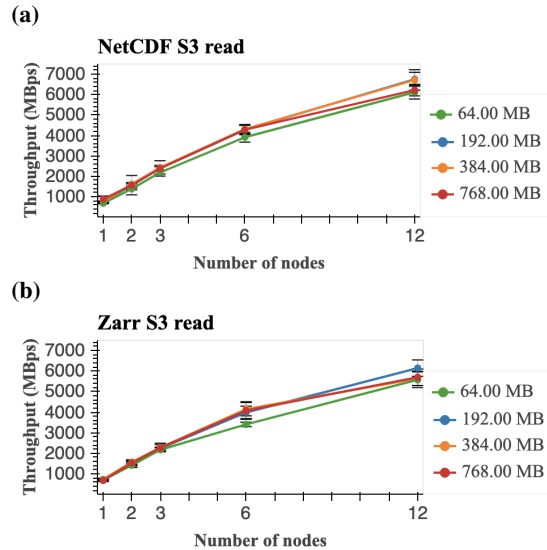 (a)
NetCDF S3 read
Throughput (MBps)
7000
6000
5000
4000
3000
2000
1000
1 2 3 6 12
Number of nodes
64.00 MB
192.00 MB
384.00 MB
768.00 MB
(b)
Zarr S3 read
Throughput (MBps)
7000
6000
5000
4000
3000
2000
1000
1 2 3 6 12
Number of nodes
64.00 MB
192.00 MB
384.00 MB
768.00 MB